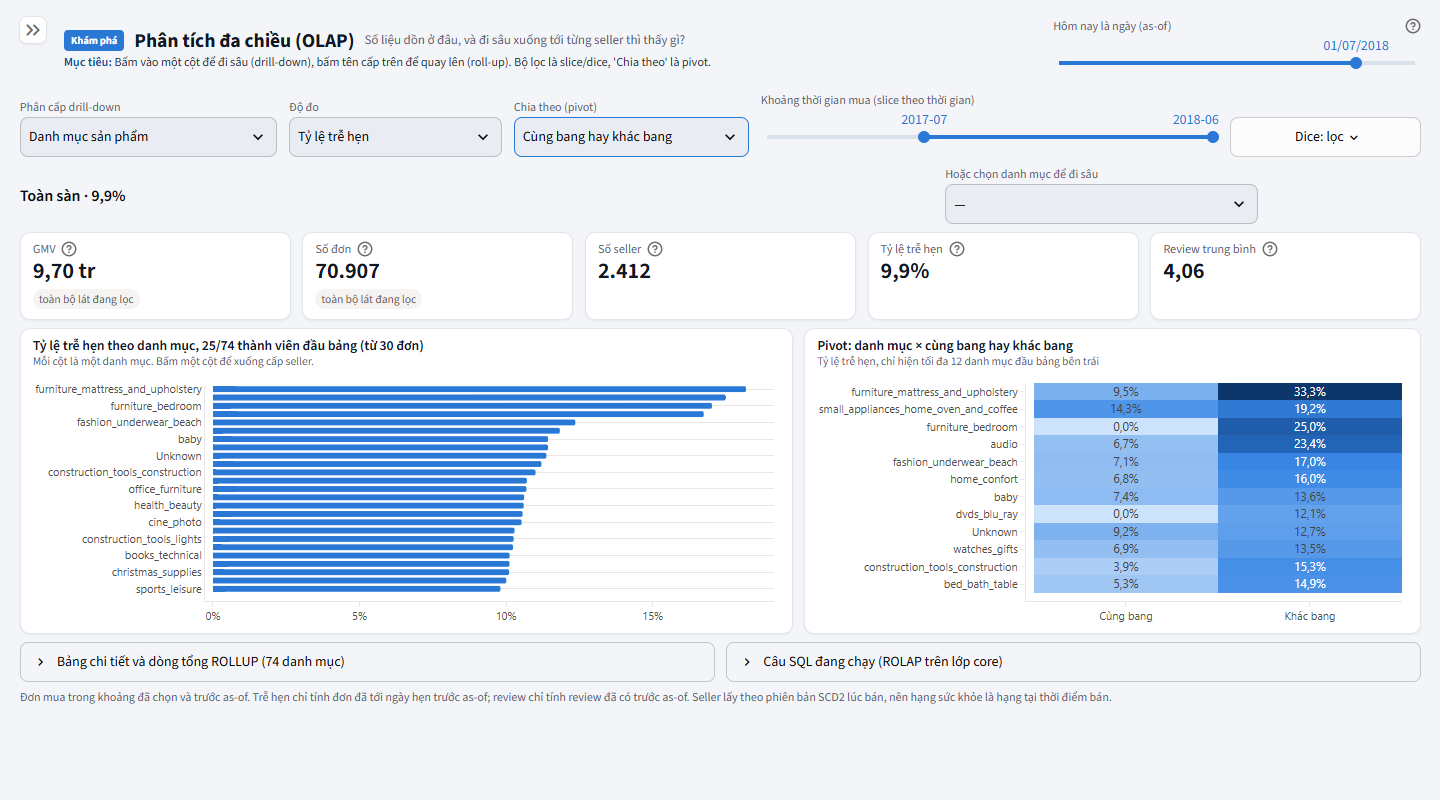 Khám phá Phân tích đa chiều (OLAP) Số liệu dồn ở đâu, và đi sâu xuống tới từng seller thì thấy gì?
Mục tiêu: Bấm vào một cột để đi sâu (drill-down), bấm tên cấp trên để quay lên (roll-up). Bộ lọc là slice/dice, 'Chia theo' là pivot.
Hôm nay là ngày (as-of)
01/07/2018
Phân cấp drill-down
Danh mục sản phẩm
Độ đo
Tỷ lệ trễ hẹn
Chia theo (pivot)
Cùng bang hay khác bang
Khoảng thời gian mua (slice theo thời gian)
2017-07 2018-06
Dice: lọc
Toàn sàn · 9,9%
Hoặc chọn danh mục để đi sâu
—
GMV
9,70 tr
toàn bộ lát đang lọc
Số đơn
70.907
toàn bộ lát đang lọc
Số seller
2.412
Tỷ lệ trễ hẹn
9,9%
Review trung bình
4,06
Tỷ lệ trễ hẹn theo danh mục, 25/74 thành viên đầu bảng (từ 30 đơn)
Mỗi cột là một danh mục. Bấm một cột để xuống cấp seller.
furniture_mattress_and_upholstery
furniture_bedroom
fashion_underwear_beach
baby
Unknown
construction_tools_construction
office_furniture
health_beauty
cine_photo
construction_tools_lights
books_technical
christmas_supplies
sports_leisure
0% 5% 10% 15%
Pivot: danh mục × cùng bang hay khác bang
Tỷ lệ trễ hẹn, chỉ hiện tối đa 12 danh mục đầu bảng bên trái
furniture_mattress_and_upholstery 9,5% 33,3%
small_appliances_home_oven_and_coffee 14,3% 19,2%
furniture_bedroom 0,0% 25,0%
audio 6,7% 23,4%
fashion_underwear_beach 7,1% 17,0%
home_confort 6,8% 16,0%
baby 7,4% 13,6%
dvds_blu_ray 0,0% 12,1%
Unknown 9,2% 12,7%
watches_gifts 6,9% 13,5%
construction_tools_construction 3,9% 15,3%
bed_bath_table 5,3% 14,9%
Cùng bang Khác bang
Bảng chi tiết và dòng tổng ROLLUP (74 danh mục)
Câu SQL đang chạy (ROLAP trên lớp core)
Đơn mua trong khoảng đã chọn và trước as-of. Trễ hẹn chỉ tính đơn đã tới ngày hẹn trước as-of; review chỉ tính review đã có trước as-of. Seller lấy theo phiên bản SCD2 lúc bán, nên hạng sức khỏe là hạng tại thời điểm bán.